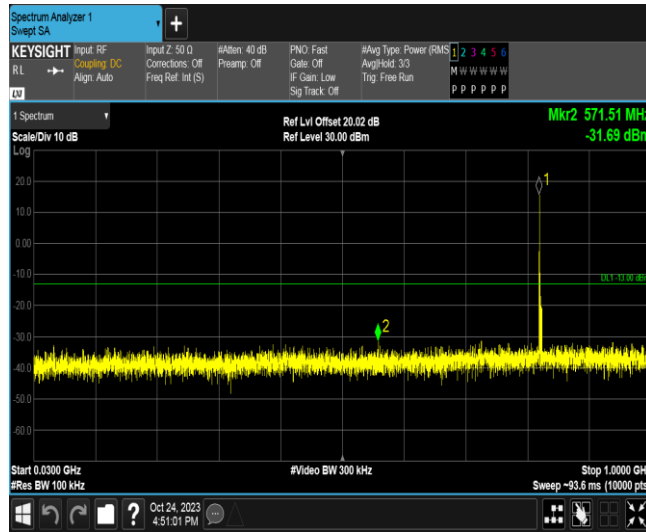 Spectrum Analyzer 1
Swept SA
+
KEYSIGHT
RL
LXI
Input: RF
Coupling: DC
Align: Auto
Input Z: 50 Ω
Corrections: Off
Freq Ref: Int (S)
#Atten: 40 dB
Preamp: Off
PNO: Fast
Gate: Off
IF Gain: Low
Sig Track: Off
#Avg Type: Power (RMS
Avg|Hold: 3/3
Trig: Free Run
1 2 3 4 5 6
M W W W W W
P P P P P P
1 Spectrum
Scale/Div 10 dB
Log
Ref Lvl Offset 20.02 dB
Ref Level 30.00 dBm
Mkr2 571.51 MHz
-31.69 dBm
1
20.0
10.0
0.00
-10.0
DL1 -13.00 dBm
-20.0
2
-30.0
-40.0
-50.0
-60.0
Start 0.0300 GHz
#Res BW 100 kHz
#Video BW 300 kHz
Stop 1.0000 GH
Sweep ~93.6 ms (10000 pts
?
Oct 24, 2023
4:51:01 PM